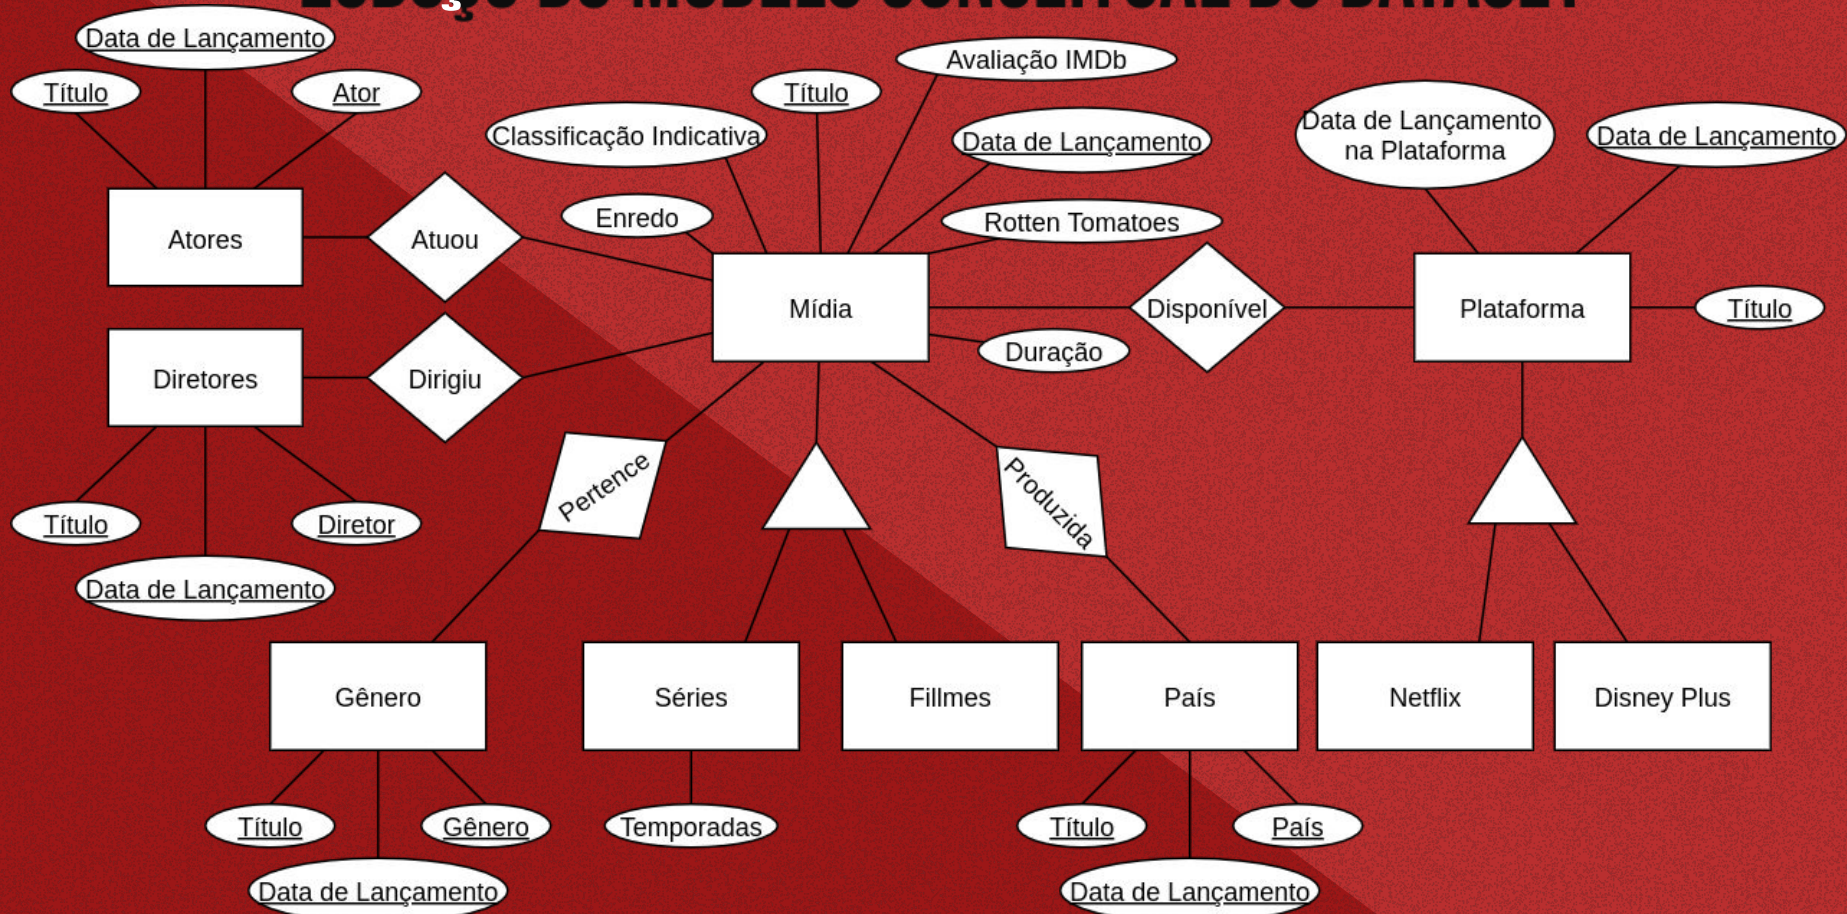 Data de Lançamento
Título
Ator
Atores
Atuou
Classificação Indicativa
Título
Avaliação IMDb
Data de Lançamento
Enredo
Rotten Tomatoes
Mídia
Disponível
Duração
Data de Lançamento
na Plataforma
Data de Lançamento
Plataforma
Título
Diretores
Dirigiu
Título
Diretor
Data de Lançamento
Pertence
Produzida
Gênero
Séries
Fillmes
País
Netflix
Disney Plus
Título
Gênero
Data de Lançamento
Temporadas
Título
País
Data de Lançamento